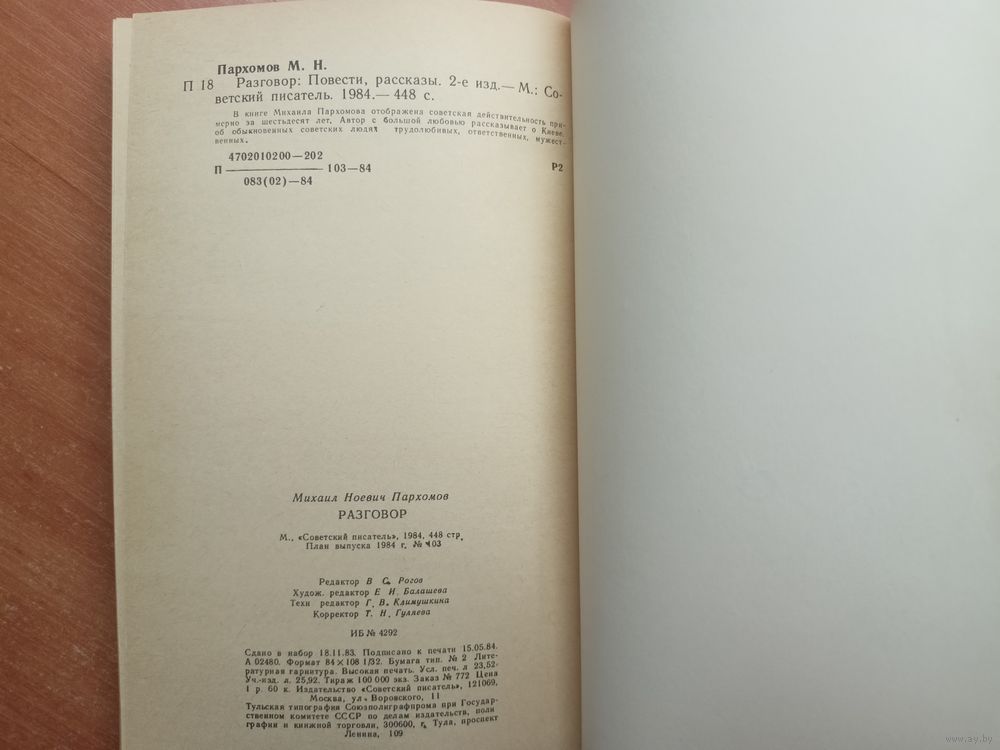 Пархомов М. Н.
П 18 Разговор: Повести, рассказы. 2-е изд.— М.: Со-
ветский писатель. 1984.— 448 с.
В книге Михаила Пархомова отображена советская действительность при-
мерно за шестьдесят лет. Автор с большой любовью рассказывает о Киеве,
об обыкновенных советских людях трудолюбивых, ответственных, мужест-
венных.
4702010200—202
П 103—84 Р2
083(02)—84
Михаил Ноевич Пархомов
РАЗГОВОР
М., «Советский писатель», 1984, 448 стр.
План выпуска 1984 г. № 103
Редактор В С. Рогов
Худож. редактор Е И. Балашева
Техн редактор Г. В. Климушкина
Корректор Т. Н. Гуляева
ИБ № 4292
Сдано в набор 18.11.83. Подписано к печати 15.05.84.
А 02480. Формат 84×108 1/32. Бумага тип. № 2 Лите-
ратурная гарнитура. Высокая печать. Усл. печ. л 23,52.
Уч.-изд. л. 25,92. Тираж 100 000 экз. Заказ № 772 Цена
1 р. 60 к. Издательство «Советский писатель», 121069,
Москва, ул. Воровского, 11
Тульская типография Союзполиграфпрома при Государ-
ственном комитете СССР по делам издательств, поли
графии и книжной торговли, 300600, г. Тула, проспект
Ленина, 109
www.ay.by